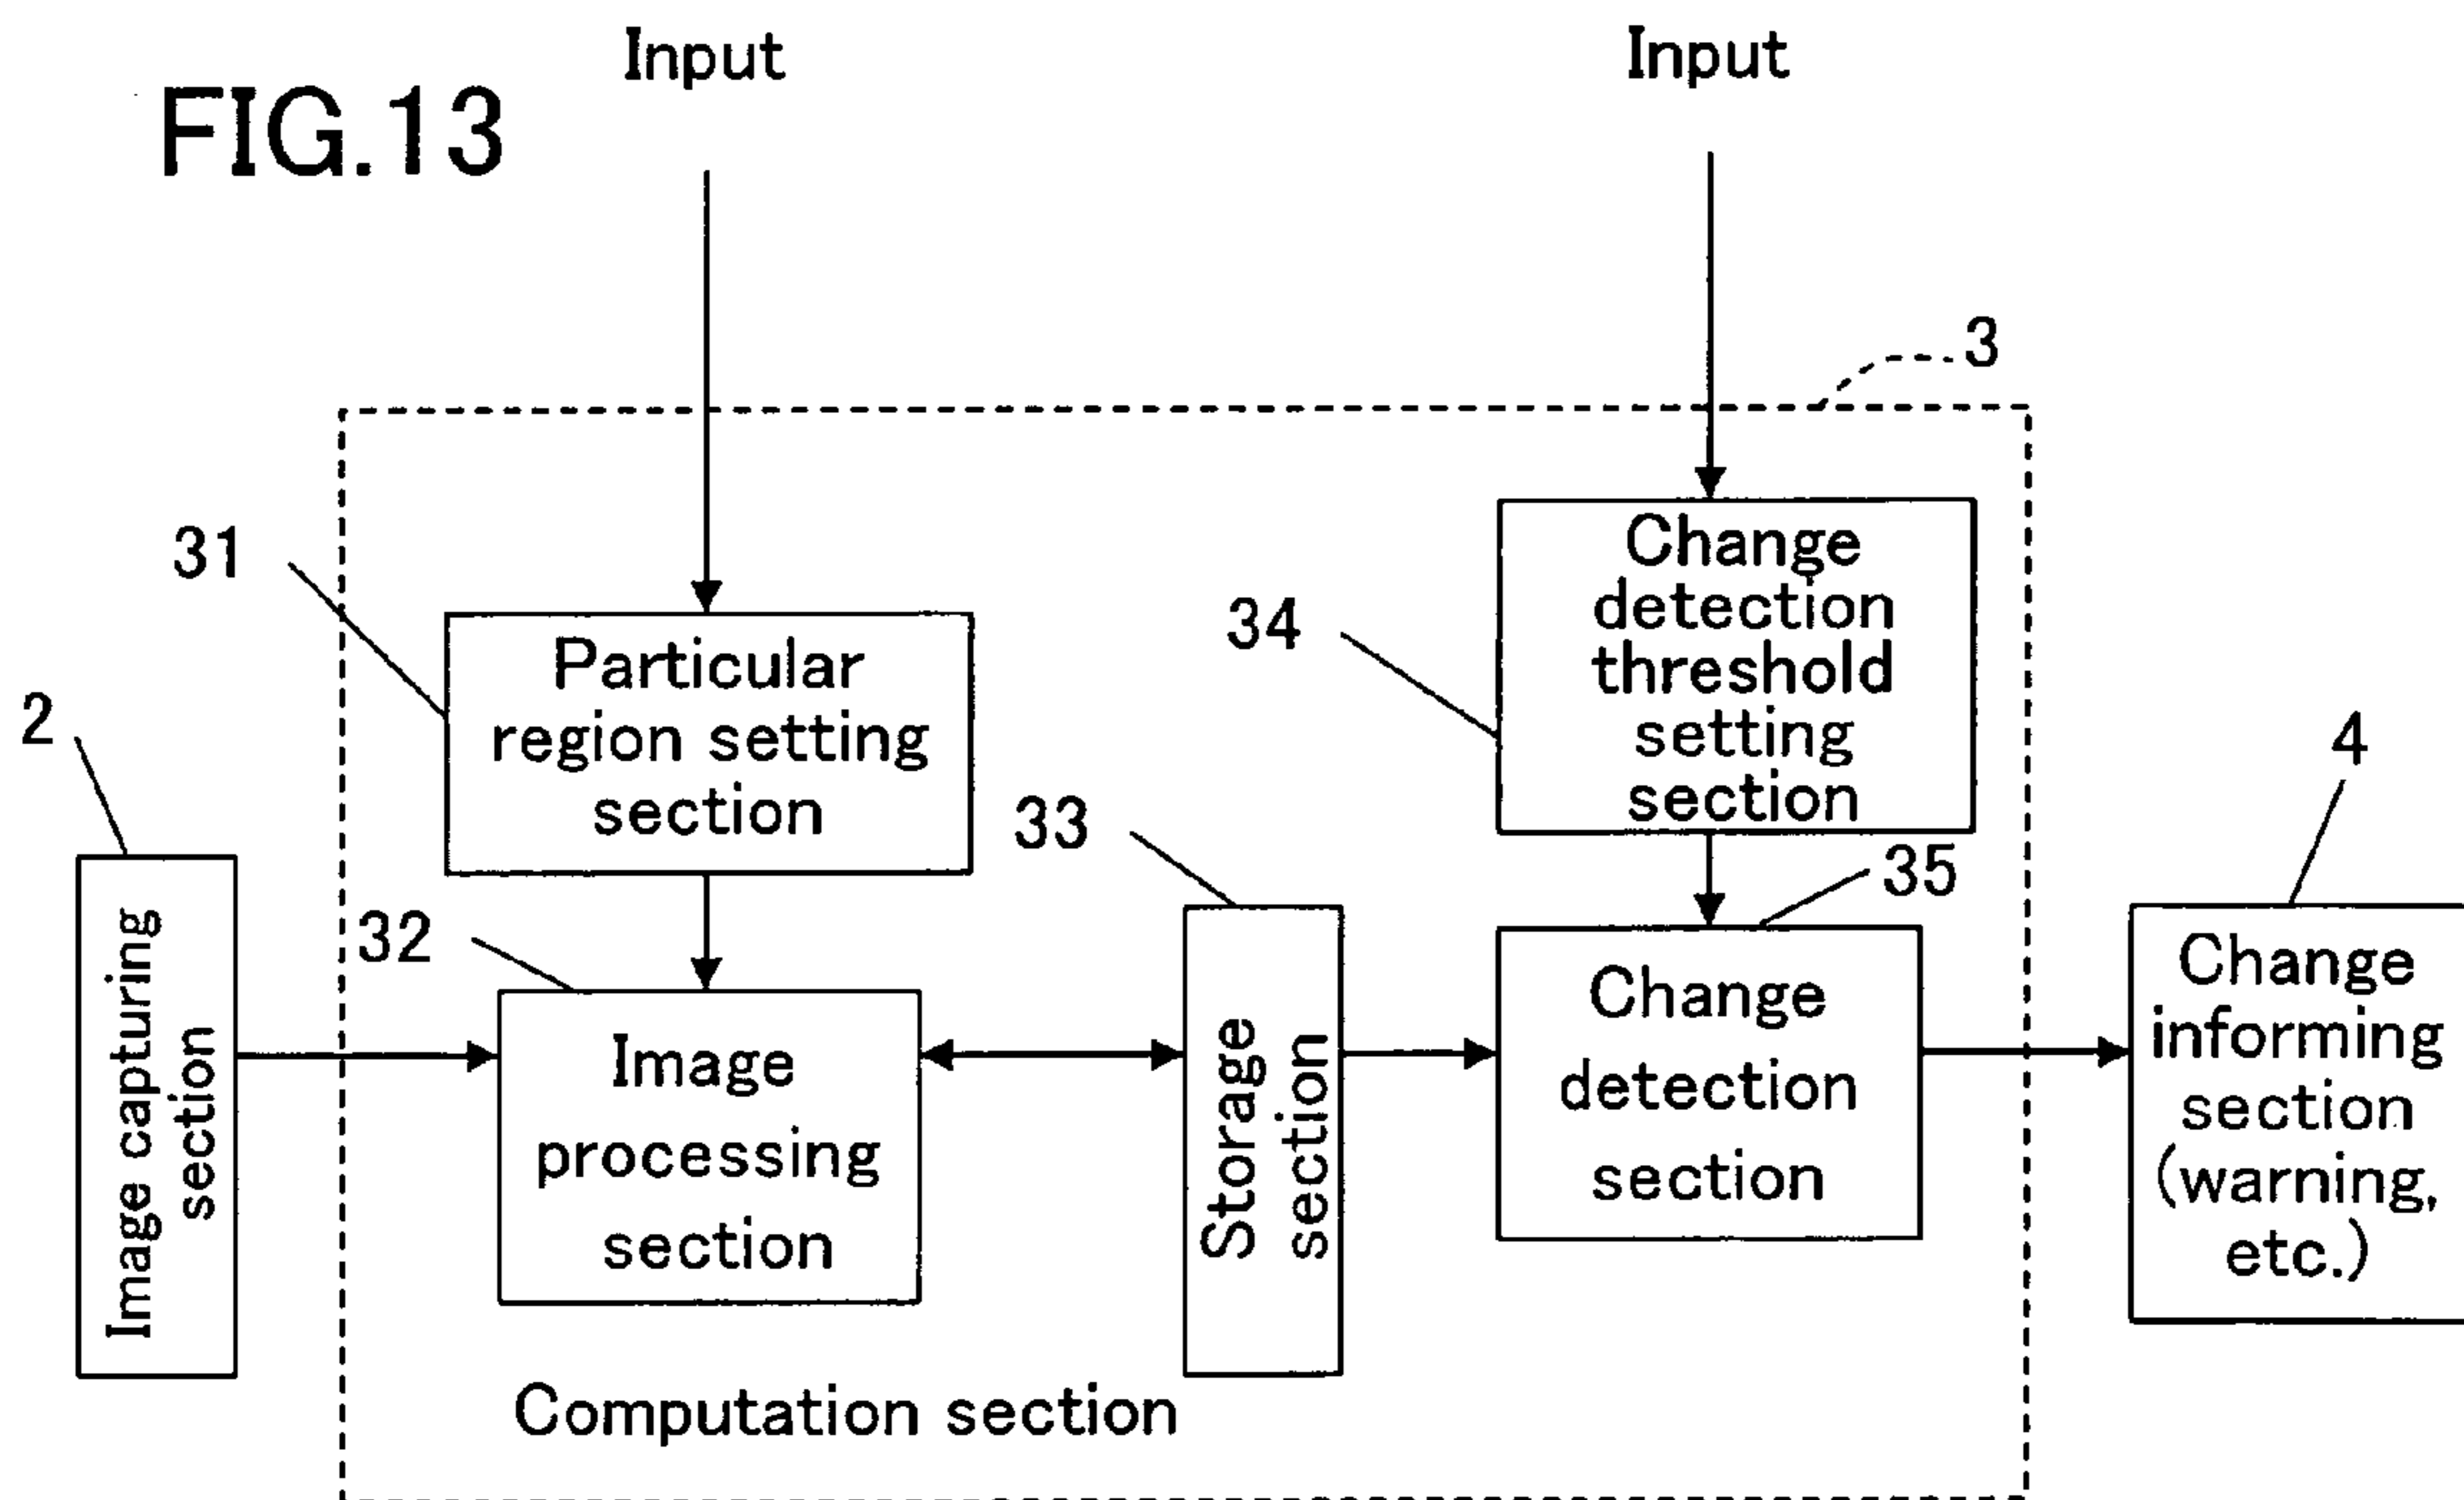 FIG.13
Input
Input
3
31
Particular
region setting
section
34
Change
detection
threshold
setting
section
2
Image capturing
section
32
Image
processing
section
33
Storage
section
35
Change
detection
section
4
Change
informing
section
(warning,
etc.)
Computation section